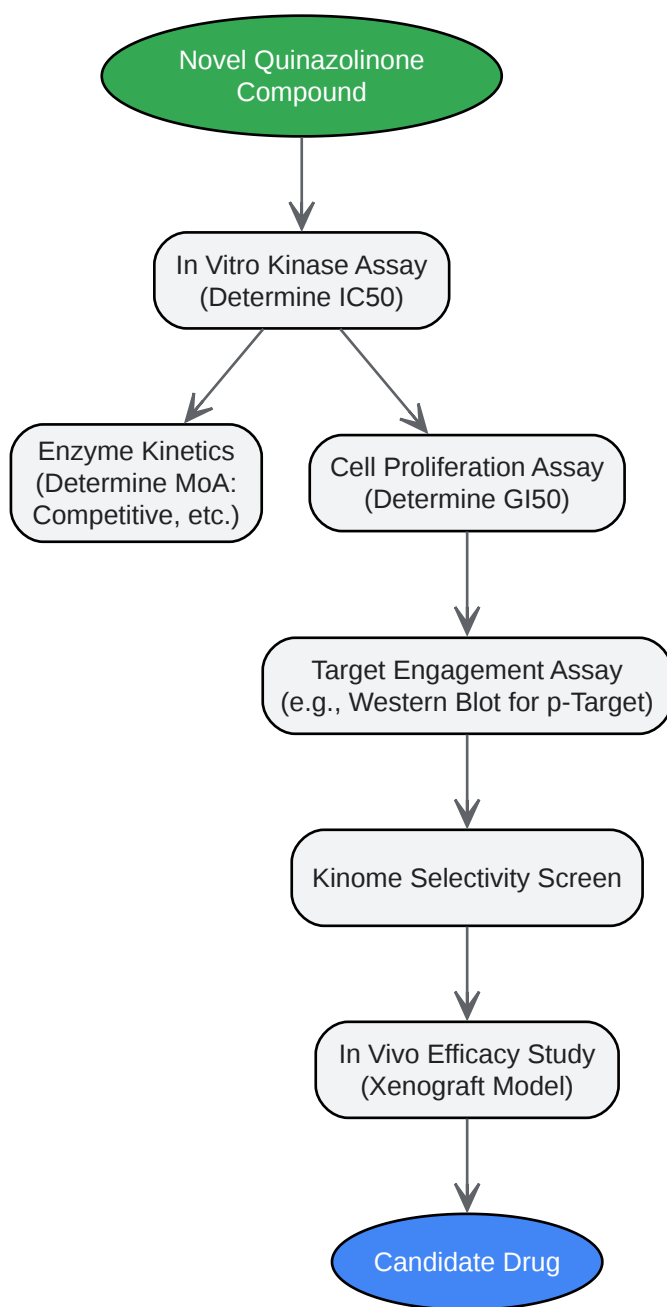 Novel Quinazolinone
Compound
In Vitro Kinase Assay
(Determine IC50)
Enzyme Kinetics
(Determine MoA:
Competitive, etc.)
Cell Proliferation Assay
(Determine GI50)
Target Engagement Assay
(e.g., Western Blot for p-Target)
Kinome Selectivity Screen
In Vivo Efficacy Study
(Xenograft Model)
Candidate Drug